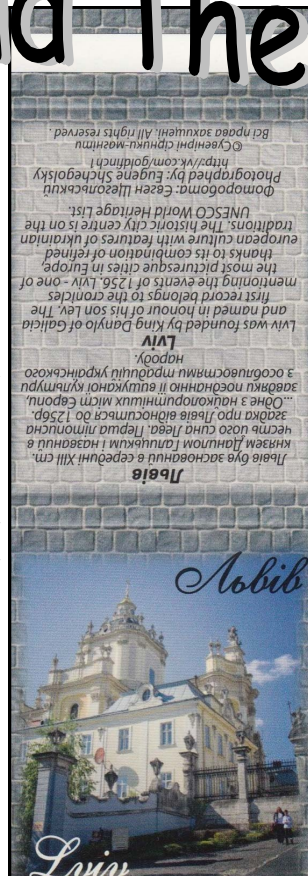 d The
Львів
Львів був заснований в середині XIII ст.
князем Данилом Галицьким і названий в
честь його сина Лева. Перша літописна
згадка про Львів відноситься до 1256р.
...Одне з найколоритніших міст Європи,
завдяки поєднанню її вишуканої культури
з особливостями традицій українського
народу.
Lviv
Lviv was founded by King Danylo of Galicia
and named in honour of his son Lev. The
first record belongs to the cronicles
mentioning the events of 1256. Lviv - one of
the most picturesque cities in Europe,
thanks to its combination of refined
european culture with features of ukrainian
traditions. The historic city centre is on the
UNESCO World Heritage List.
Фоторобота: Євген Щегольський
Photographed by: Eugene Shchegolsky
http://vk.com/goldfinch1
©Сувенірні сірники-магніти
Всі права захищені. All rights reserved.
Львів
Lviv